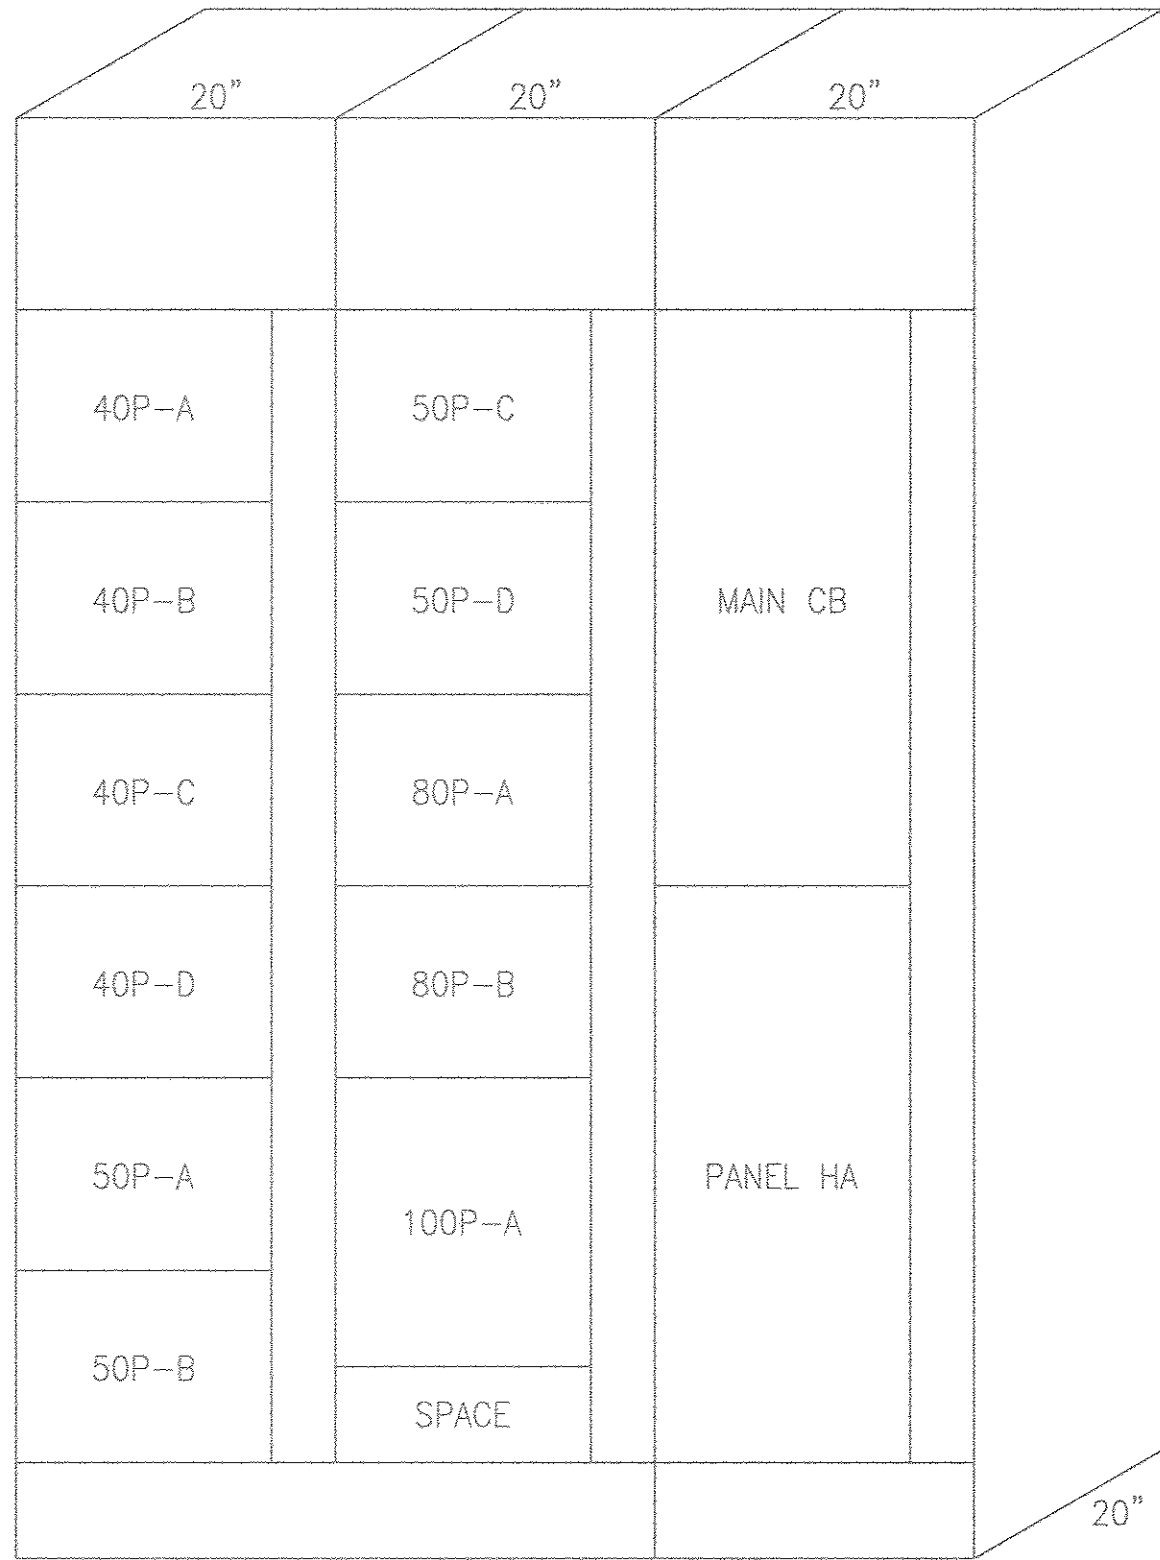 20"
20"
20"
40P-A
40P-B
40P-C
40P-D
50P-A
50P-B
50P-C
50P-D
80P-A
80P-B
100P-A
SPACE
MAIN CB
PANEL HA
20"